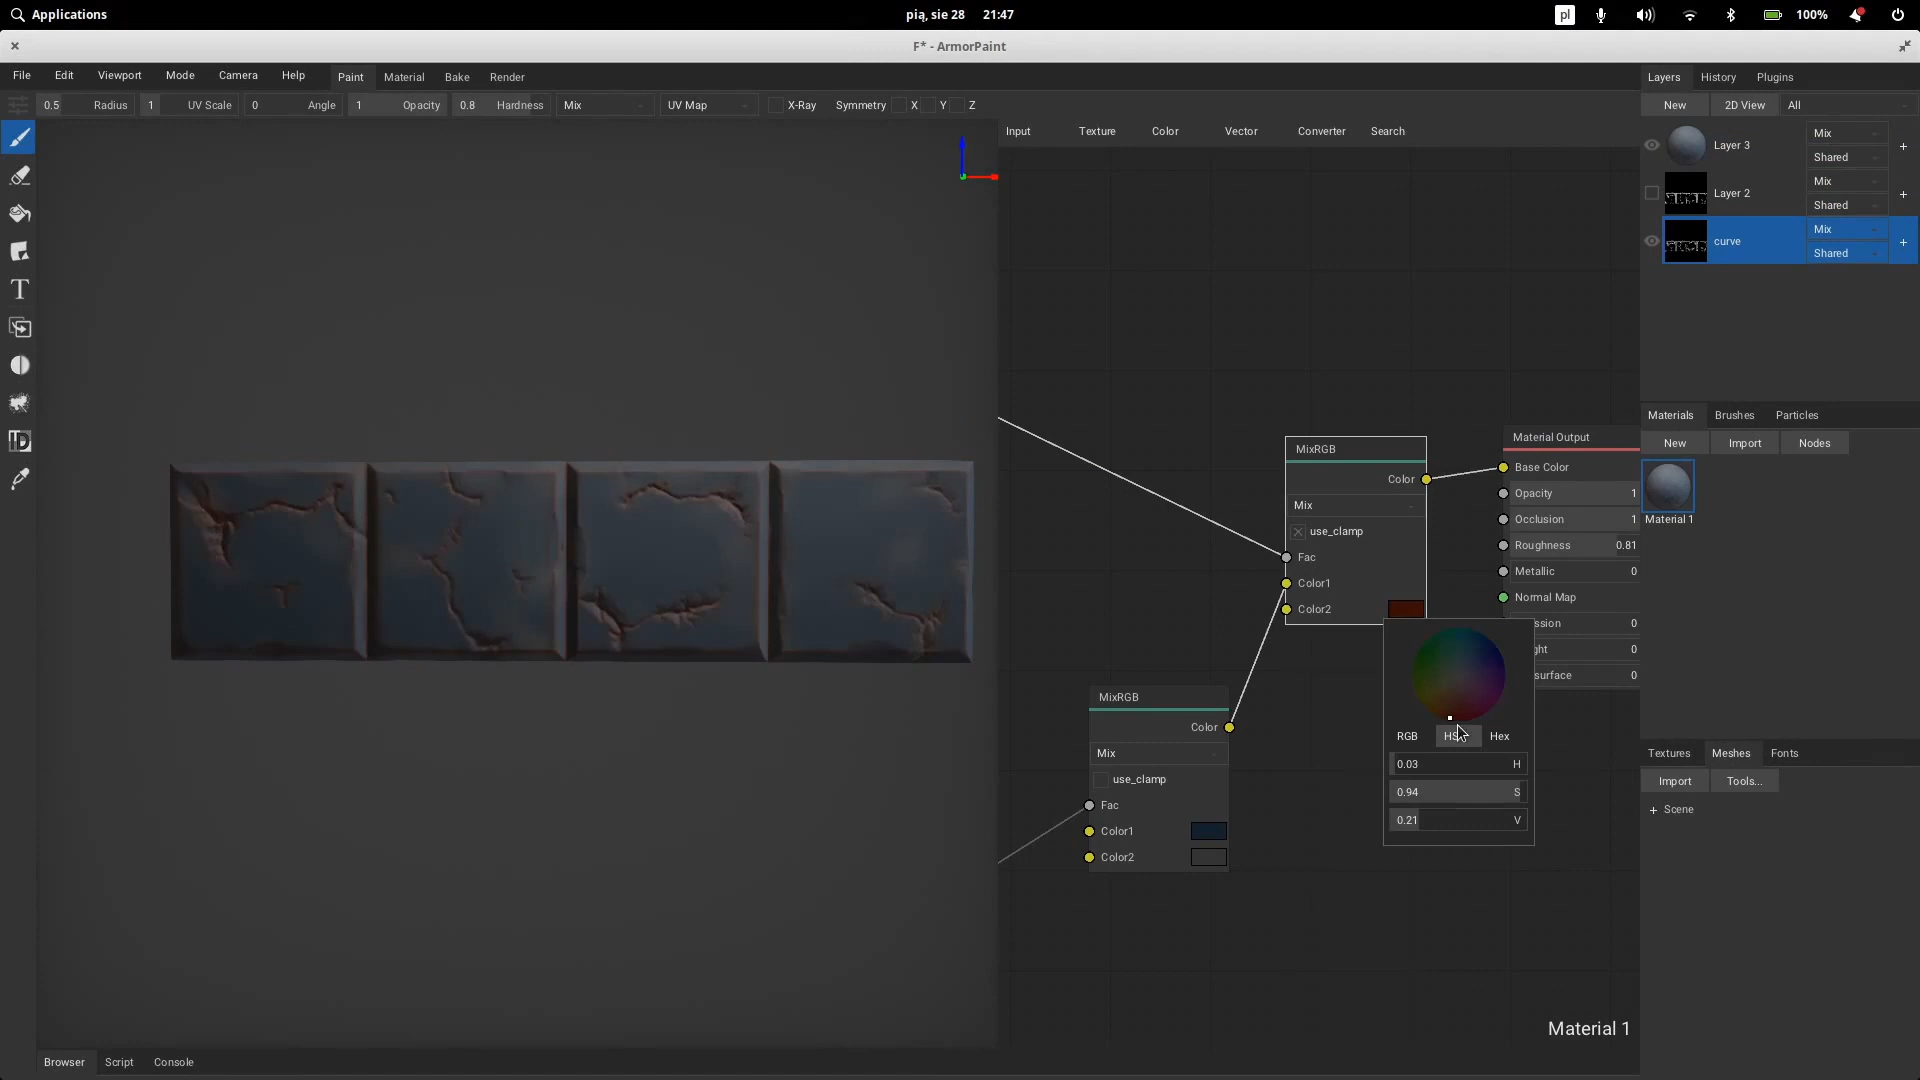 Applications
pią, sie 28 21:47
pl
100%
F* - ArmorPaint
File Edit Viewport Mode Camera Help Paint Material Bake Render
0.5 Radius 1 UV Scale 0 Angle 1 Opacity 0.8 Hardness Mix UV Map X-Ray Symmetry X Y Z
T
ID
Input Texture Color Vector Converter Search
MixRGB
Color
Mix
use_clamp
Fac
Color1
Color2
Material Output
Base Color
Opacity 1
Occlusion 1
Roughness 0.81
Metallic 0
Normal Map
ssion 0
ght 0
surface 0
RGB Hex
0.03 H
0.94 S
0.21 V
MixRGB
Color
Mix
use_clamp
Fac
Color1
Color2
Material 1
Layers History Plugins
New 2D View All
Layer 3 Mix
Shared
Layer 2 Mix
Shared
curve Mix
Shared
Materials Brushes Particles
New Import Nodes
Material 1
Textures Meshes Fonts
Import Tools...
+ Scene
Browser Script Console